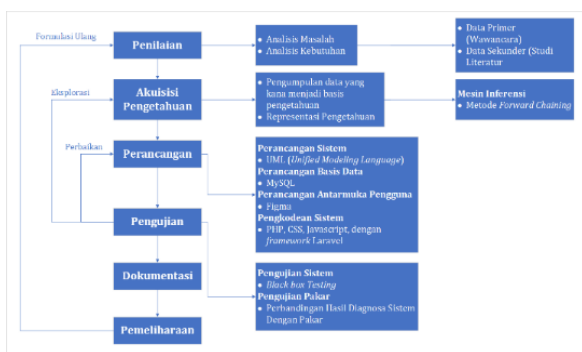 Formulasi Ulang
Penilaian
• Analisis Masalah
• Analisis Kebutuhan
• Data Primer
(Wawancara)
• Data Sekunder (Studi
Literatur
Eksplorasi
Akuisisi
Pengetahuan
• Pengumpulan data yang
kana menjadi basis
pengetahuan
• Representasi Pengetahuan
Mesin Inferensi
• Metode Forward Chaining
Perbaikan
Perancangan
Perancangan Sistem
• UML (Unified Modeling Language)
Perancangan Basis Data
• MySQL
Perancangan Antarmuka Pengguna
• Figma
Pengkodean Sistem
• PHP, CSS, Javascript, dengan
framework Laravel
Pengujian
Dokumentasi
Pengujian Sistem
• Black box Testing
Pengujian Pakar
• Perbandingan Hasil Diagnosa Sistem
Dengan Pakar
Pemeliharaan